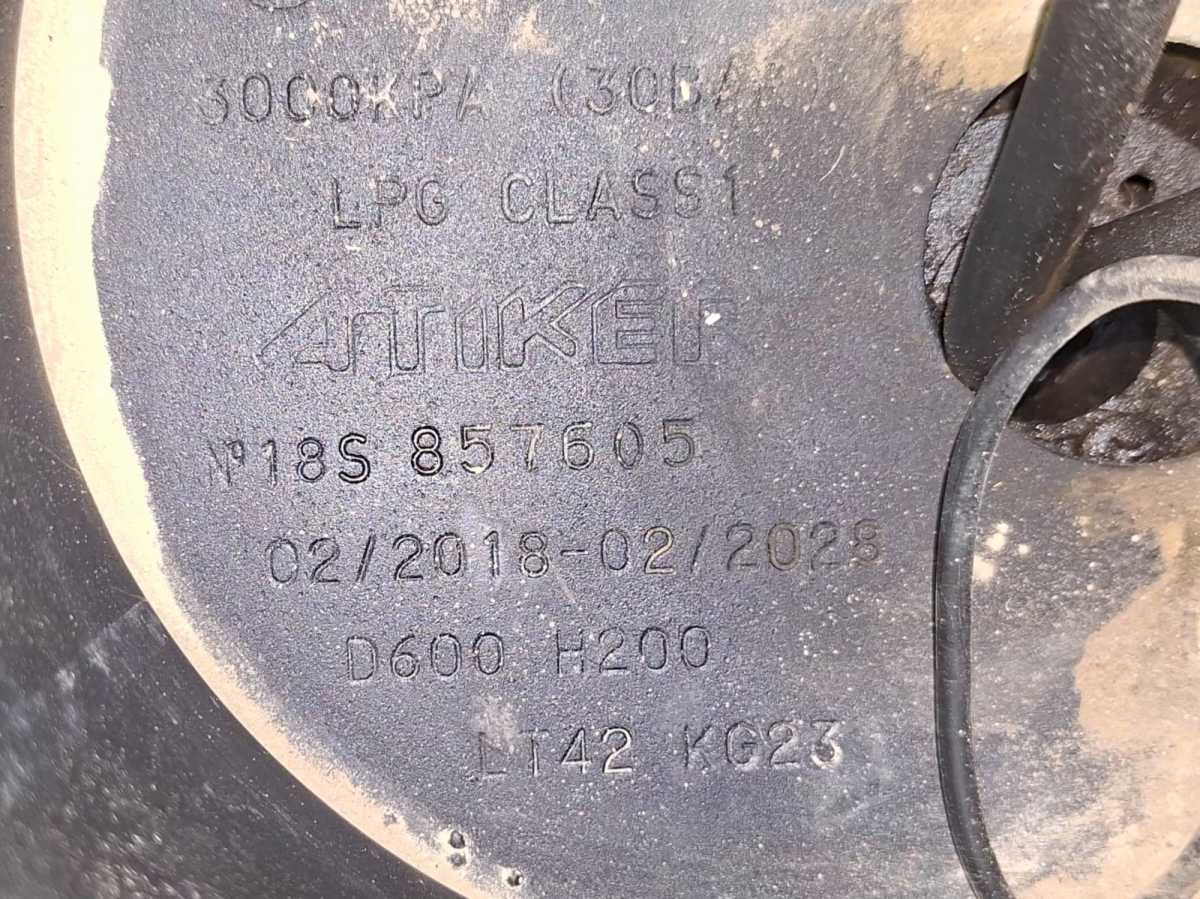 3000KPA (30BAR)
LPG CLASS1
ATIKER
Nº18S 857605
02/2018-02/2028
D600 H200
LT42 KG23